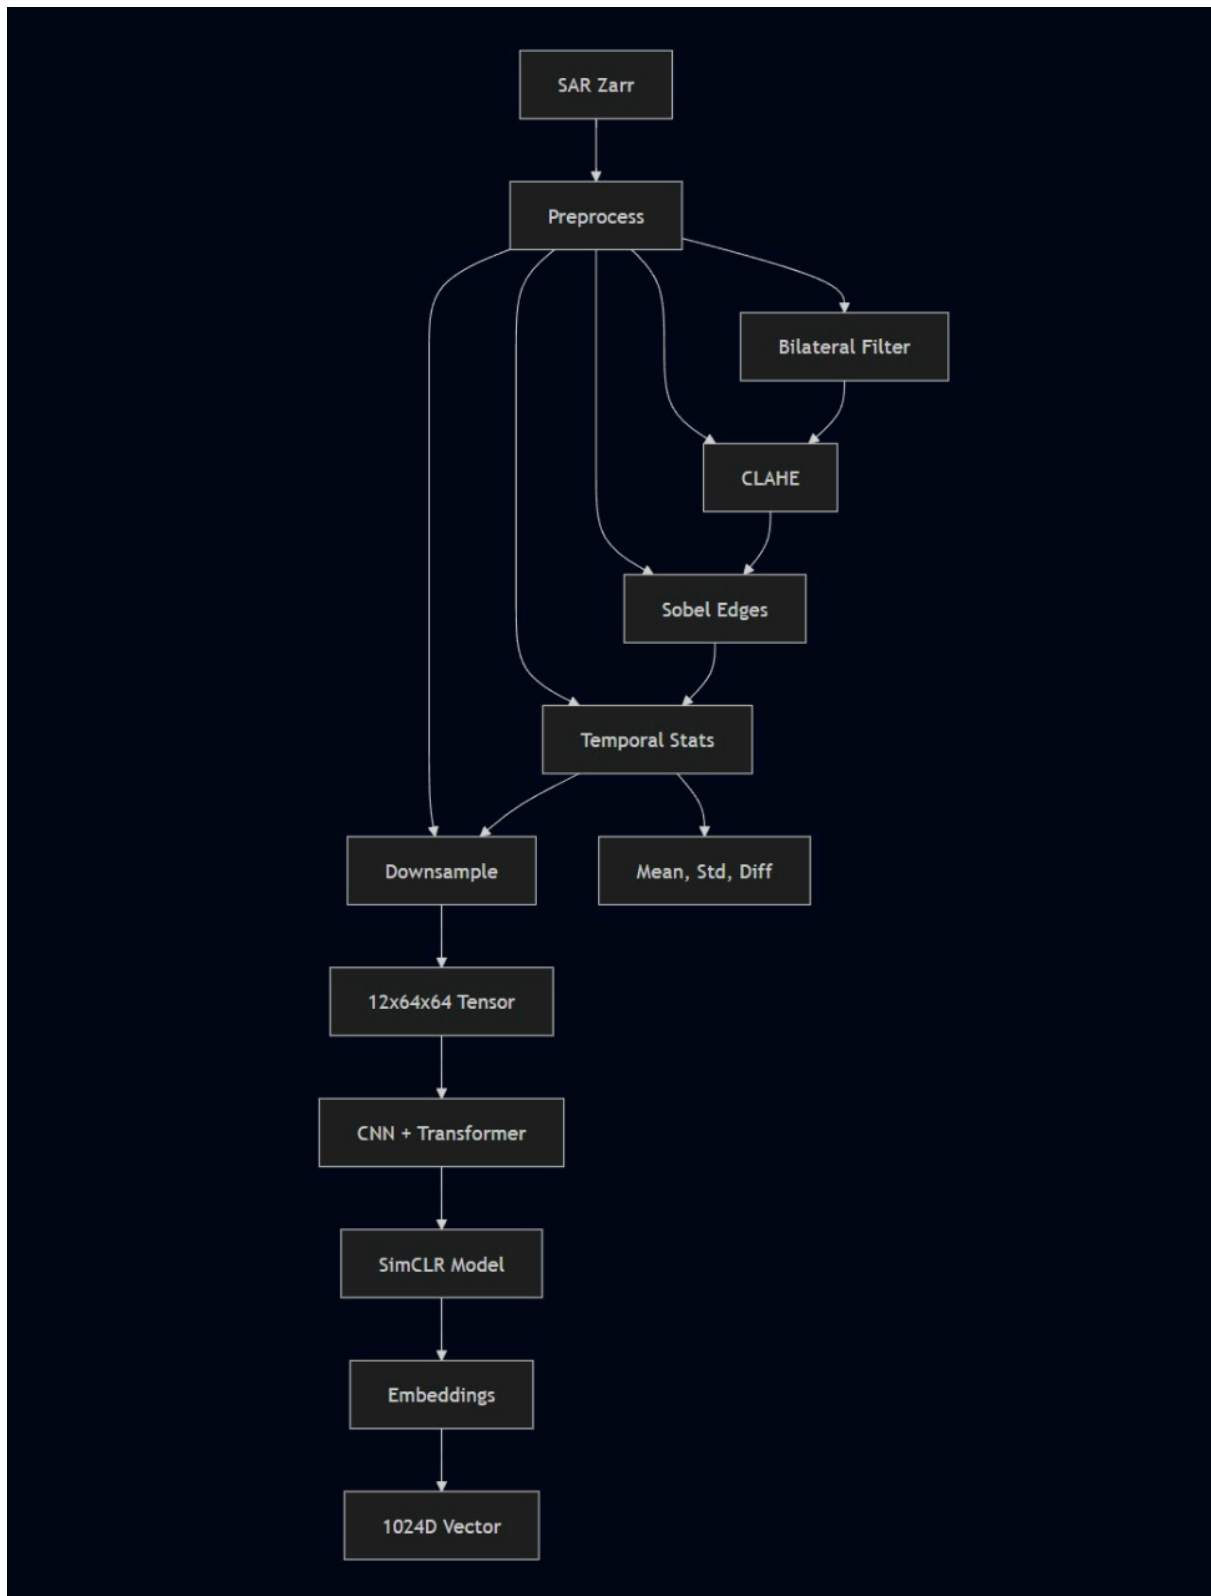 SAR Zarr
Preprocess
Bilateral Filter
CLAHE
Sobel Edges
Temporal Stats
Downsample
Mean, Std, Diff
12x64x64 Tensor
CNN + Transformer
SimCLR Model
Embeddings
1024D Vector